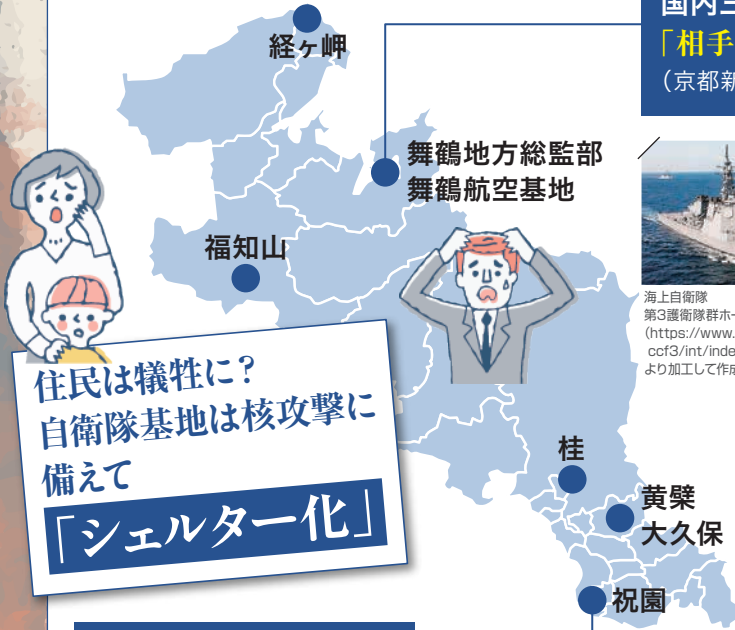 国内三
「相手
（京都新
経ヶ岬
舞鶴地方総監部
舞鶴航空基地
福知山
海上自衛隊
第3護衛隊群ホー
（https://www.
ccf3/int/inde
より加工して作成
住民は犠牲に？
自衛隊基地は核攻撃に
備えて
「シェルター化」
桂
黄檗
大久保
祝園